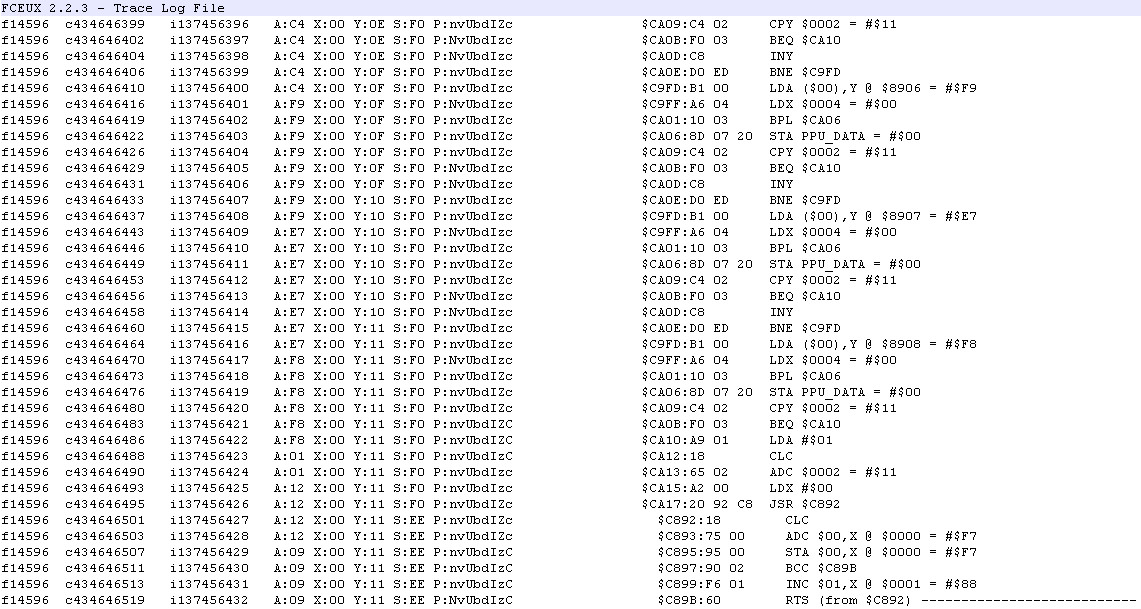 FCEUX 2.2.3 - Trace Log File
f14596 c434646399 i137456396 A:C4 X:00 Y:0E S:F0 P:nvUbdIZc $CA09:C4 02 CPY $0002 = #$11
f14596 c434646402 i137456397 A:C4 X:00 Y:0E S:F0 P:NvUbdIzc $CA0B:F0 03 BEQ $CA10
f14596 c434646404 i137456398 A:C4 X:00 Y:0E S:F0 P:NvUbdIzc $CA0D:C8 INY
f14596 c434646406 i137456399 A:C4 X:00 Y:0F S:F0 P:nvUbdIzc $CA0E:D0 ED BNE $C9FD
f14596 c434646410 i137456400 A:C4 X:00 Y:0F S:F0 P:nvUbdIzc $C9FD:B1 00 LDA ($00),Y @ $8906 = #$F9
f14596 c434646416 i137456401 A:F9 X:00 Y:0F S:F0 P:NvUbdIzc $C9FF:A6 04 LDX $0004 = #$00
f14596 c434646419 i137456402 A:F9 X:00 Y:0F S:F0 P:nvUbdIZc $CA01:10 03 BPL $CA06
f14596 c434646422 i137456403 A:F9 X:00 Y:0F S:F0 P:nvUbdIZc $CA06:8D 07 20 STA PPU_DATA = #$00
f14596 c434646426 i137456404 A:F9 X:00 Y:0F S:F0 P:nvUbdIZc $CA09:C4 02 CPY $0002 = #$11
f14596 c434646429 i137456405 A:F9 X:00 Y:0F S:F0 P:NvUbdIzc $CA0B:F0 03 BEQ $CA10
f14596 c434646431 i137456406 A:F9 X:00 Y:0F S:F0 P:NvUbdIzc $CA0D:C8 INY
f14596 c434646433 i137456407 A:F9 X:00 Y:10 S:F0 P:nvUbdIzc $CA0E:D0 ED BNE $C9FD
f14596 c434646437 i137456408 A:F9 X:00 Y:10 S:F0 P:nvUbdIzc $C9FD:B1 00 LDA ($00),Y @ $8907 = #$E7
f14596 c434646443 i137456409 A:E7 X:00 Y:10 S:F0 P:NvUbdIzc $C9FF:A6 04 LDX $0004 = #$00
f14596 c434646446 i137456410 A:E7 X:00 Y:10 S:F0 P:nvUbdIZc $CA01:10 03 BPL $CA06
f14596 c434646449 i137456411 A:E7 X:00 Y:10 S:F0 P:nvUbdIZc $CA06:8D 07 20 STA PPU_DATA = #$00
f14596 c434646453 i137456412 A:E7 X:00 Y:10 S:F0 P:nvUbdIZc $CA09:C4 02 CPY $0002 = #$11
f14596 c434646456 i137456413 A:E7 X:00 Y:10 S:F0 P:NvUbdIzc $CA0B:F0 03 BEQ $CA10
f14596 c434646458 i137456414 A:E7 X:00 Y:10 S:F0 P:NvUbdIzc $CA0D:C8 INY
f14596 c434646460 i137456415 A:E7 X:00 Y:11 S:F0 P:nvUbdIzc $CA0E:D0 ED BNE $C9FD
f14596 c434646464 i137456416 A:E7 X:00 Y:11 S:F0 P:nvUbdIzc $C9FD:B1 00 LDA ($00),Y @ $8908 = #$F8
f14596 c434646470 i137456417 A:F8 X:00 Y:11 S:F0 P:NvUbdIzc $C9FF:A6 04 LDX $0004 = #$00
f14596 c434646473 i137456418 A:F8 X:00 Y:11 S:F0 P:nvUbdIZc $CA01:10 03 BPL $CA06
f14596 c434646476 i137456419 A:F8 X:00 Y:11 S:F0 P:nvUbdIZc $CA06:8D 07 20 STA PPU_DATA = #$00
f14596 c434646480 i137456420 A:F8 X:00 Y:11 S:F0 P:nvUbdIZc $CA09:C4 02 CPY $0002 = #$11
f14596 c434646483 i137456421 A:F8 X:00 Y:11 S:F0 P:nvUbdIZC $CA0B:F0 03 BEQ $CA10
f14596 c434646486 i137456422 A:F8 X:00 Y:11 S:F0 P:nvUbdIZC $CA10:A9 01 LDA #$01
f14596 c434646488 i137456423 A:01 X:00 Y:11 S:F0 P:nvUbdIzC $CA12:18 CLC
f14596 c434646490 i137456424 A:01 X:00 Y:11 S:F0 P:nvUbdIzc $CA13:65 02 ADC $0002 = #$11
f14596 c434646493 i137456425 A:12 X:00 Y:11 S:F0 P:nvUbdIzc $CA15:A2 00 LDX #$00
f14596 c434646495 i137456426 A:12 X:00 Y:11 S:F0 P:nvUbdIZc $CA17:20 92 C8 JSR $C892
f14596 c434646501 i137456427 A:12 X:00 Y:11 S:EE P:nvUbdIZc $C892:18 CLC
f14596 c434646503 i137456428 A:12 X:00 Y:11 S:EE P:nvUbdIZc $C893:75 00 ADC $00,X @ $0000 = #$F7
f14596 c434646507 i137456429 A:09 X:00 Y:11 S:EE P:nvUbdIzC $C895:95 00 STA $00,X @ $0000 = #$F7
f14596 c434646511 i137456430 A:09 X:00 Y:11 S:EE P:nvUbdIzC $C897:90 02 BCC $C89B
f14596 c434646513 i137456431 A:09 X:00 Y:11 S:EE P:nvUbdIzC $C899:F6 01 INC $01,X @ $0001 = #$88
f14596 c434646519 i137456432 A:09 X:00 Y:11 S:EE P:NvUbdIzC $C89B:60 RTS (from $C892) ---------------------------